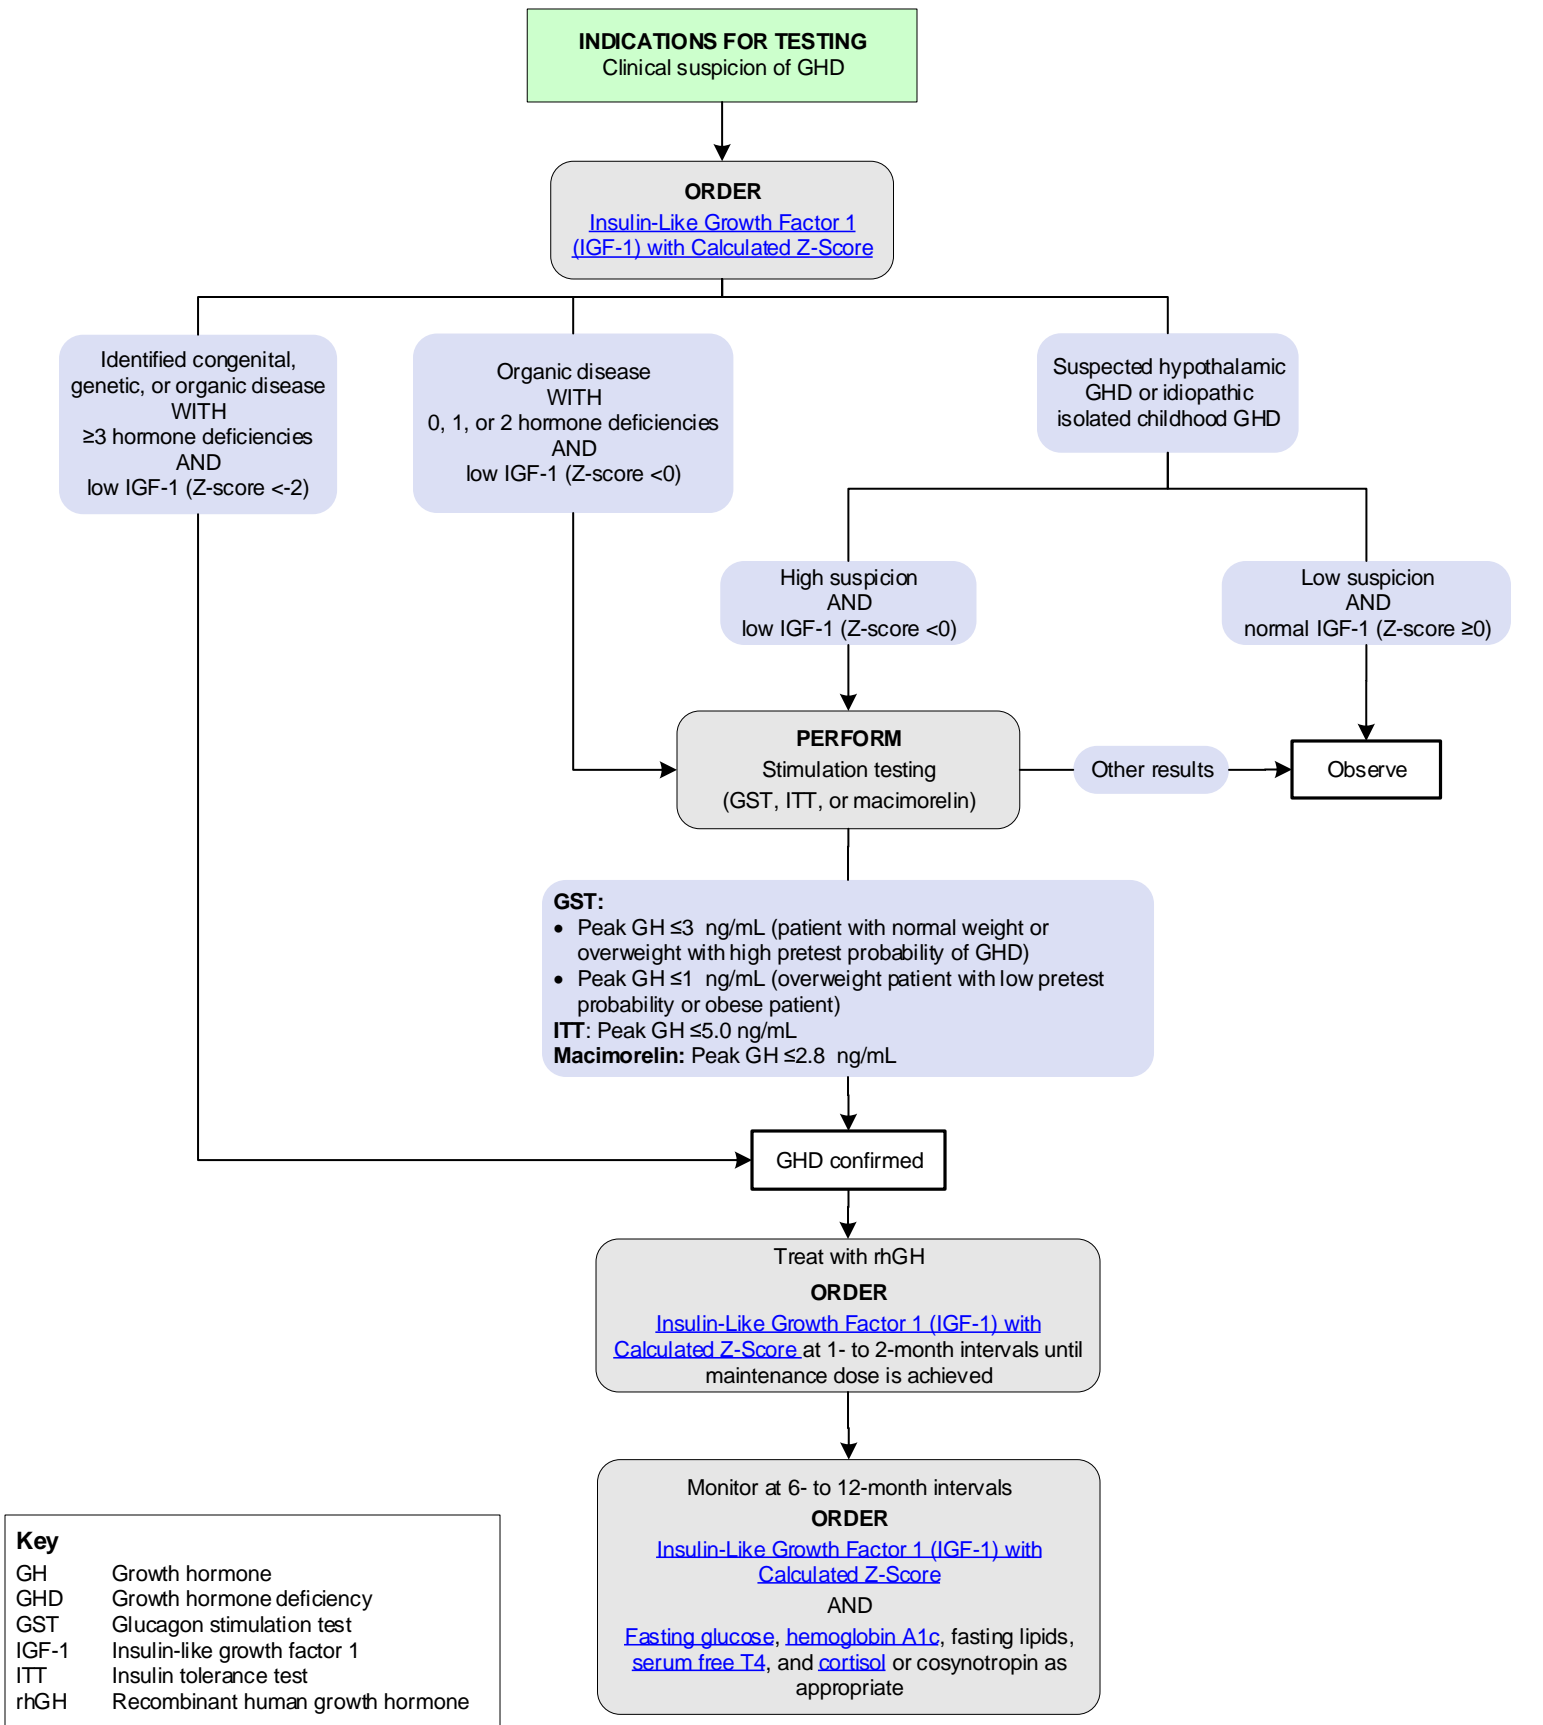 INDICATIONS FOR TESTING
Clinical suspicion of GHD
ORDER
Insulin-Like Growth Factor 1
(IGF-1) with Calculated Z-Score
Identified congenital,
genetic, or organic disease
WITH
≥3 hormone deficiencies
AND
low IGF-1 (Z-score <-2)
Organic disease
WITH
0, 1, or 2 hormone deficiencies
AND
low IGF-1 (Z-score <0)
Suspected hypothalamic
GHD or idiopathic
isolated childhood GHD
High suspicion
AND
low IGF-1 (Z-score <0)
Low suspicion
AND
normal IGF-1 (Z-score ≥0)
PERFORM
Stimulation testing
(GST, ITT, or macimorelin)
Other results
Observe
GST:
• Peak GH ≤3 ng/mL (patient with normal weight or
overweight with high pretest probability of GHD)
• Peak GH ≤1 ng/mL (overweight patient with low pretest
probability or obese patient)
ITT: Peak GH ≤5.0 ng/mL
Macimorelin: Peak GH ≤2.8 ng/mL
GHD confirmed
Treat with rhGH
ORDER
Insulin-Like Growth Factor 1 (IGF-1) with
Calculated Z-Score at 1- to 2-month intervals until
maintenance dose is achieved
Monitor at 6- to 12-month intervals
ORDER
Insulin-Like Growth Factor 1 (IGF-1) with
Calculated Z-Score
AND
Fasting glucose, hemoglobin A1c, fasting lipids,
serum free T4, and cortisol or cosynotropin as
appropriate
Key
GH Growth hormone
GHD Growth hormone deficiency
GST Glucagon stimulation test
IGF-1 Insulin-like growth factor 1
ITT Insulin tolerance test
rhGH Recombinant human growth hormone